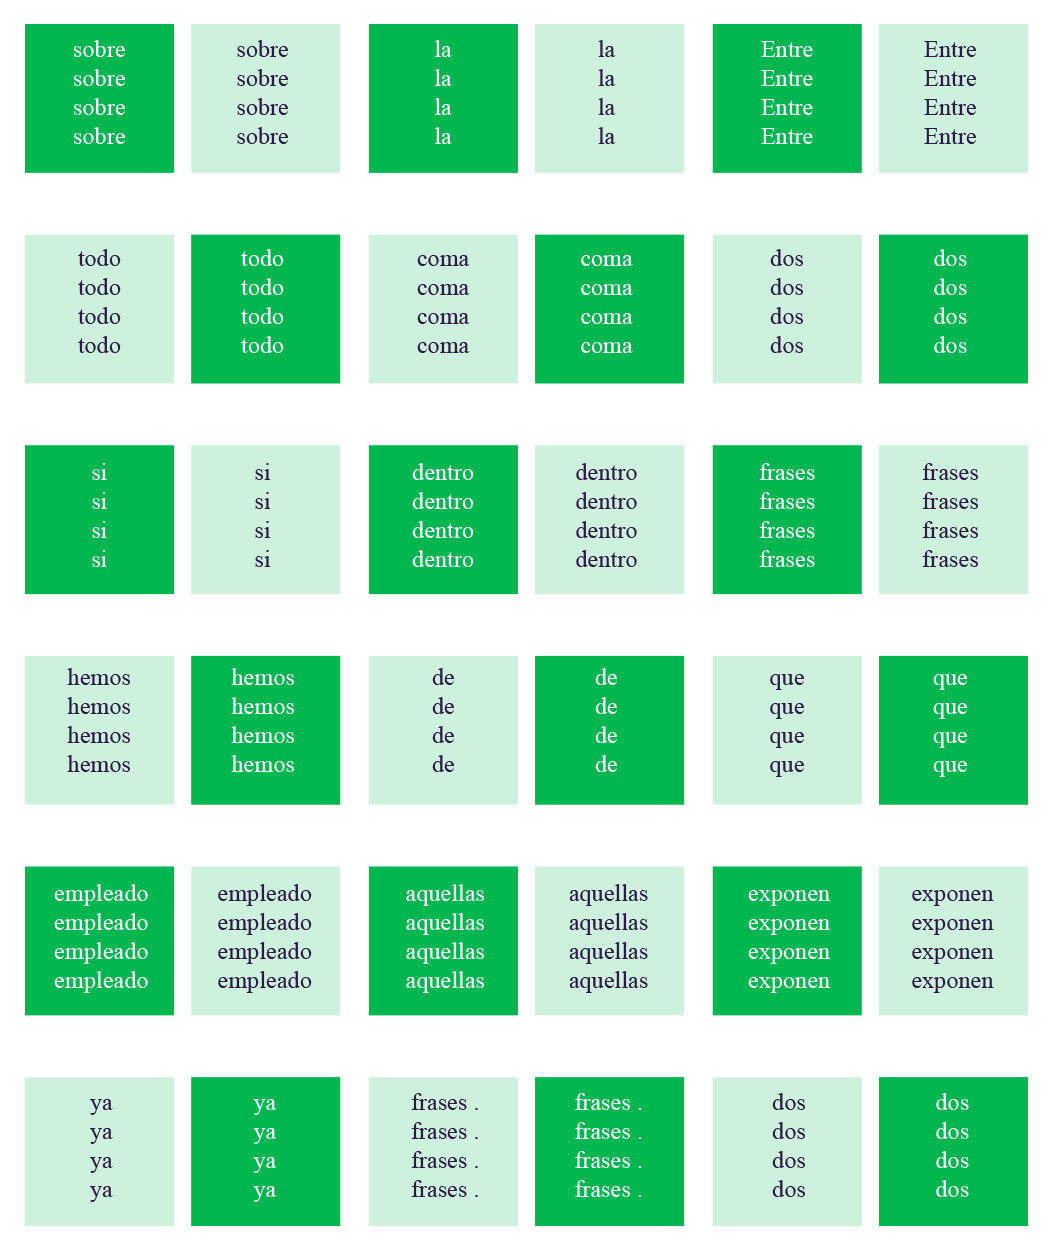 sobre
sobre
sobre
sobre
sobre
sobre
sobre
sobre
todo
todo
todo
todo
todo
todo
todo
todo
si
si
si
si
si
si
si
si
hemos
hemos
hemos
hemos
hemos
hemos
hemos
hemos
empleado
empleado
empleado
empleado
empleado
empleado
empleado
empleado
ya
ya
ya
ya
ya
ya
ya
ya
la
la
la
la
la
la
la
la
coma
coma
coma
coma
coma
coma
coma
coma
dentro
dentro
dentro
dentro
dentro
dentro
dentro
dentro
de
de
de
de
de
de
de
de
aquellas
aquellas
aquellas
aquellas
aquellas
aquellas
aquellas
aquellas
frases .
frases .
frases .
frases .
frases .
frases .
frases .
frases .
Entre
Entre
Entre
Entre
Entre
Entre
Entre
Entre
dos
dos
dos
dos
dos
dos
dos
dos
frases
frases
frases
frases
frases
frases
frases
frases
que
que
que
que
que
que
que
que
exponen
exponen
exponen
exponen
exponen
exponen
exponen
exponen
dos
dos
dos
dos
dos
dos
dos
dos